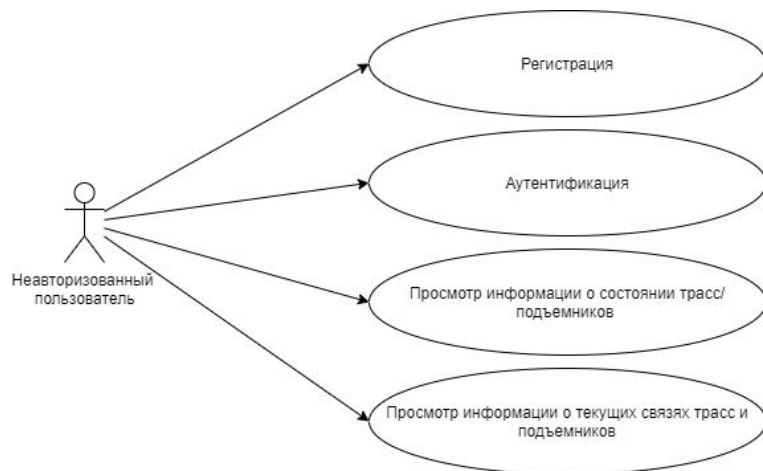 Регистрация
Аутентификация
Неавторизованный
пользователь
Просмотр информации о состоянии трасс/
подъемников
Просмотр информации о текущих связях трасс и
подъемников